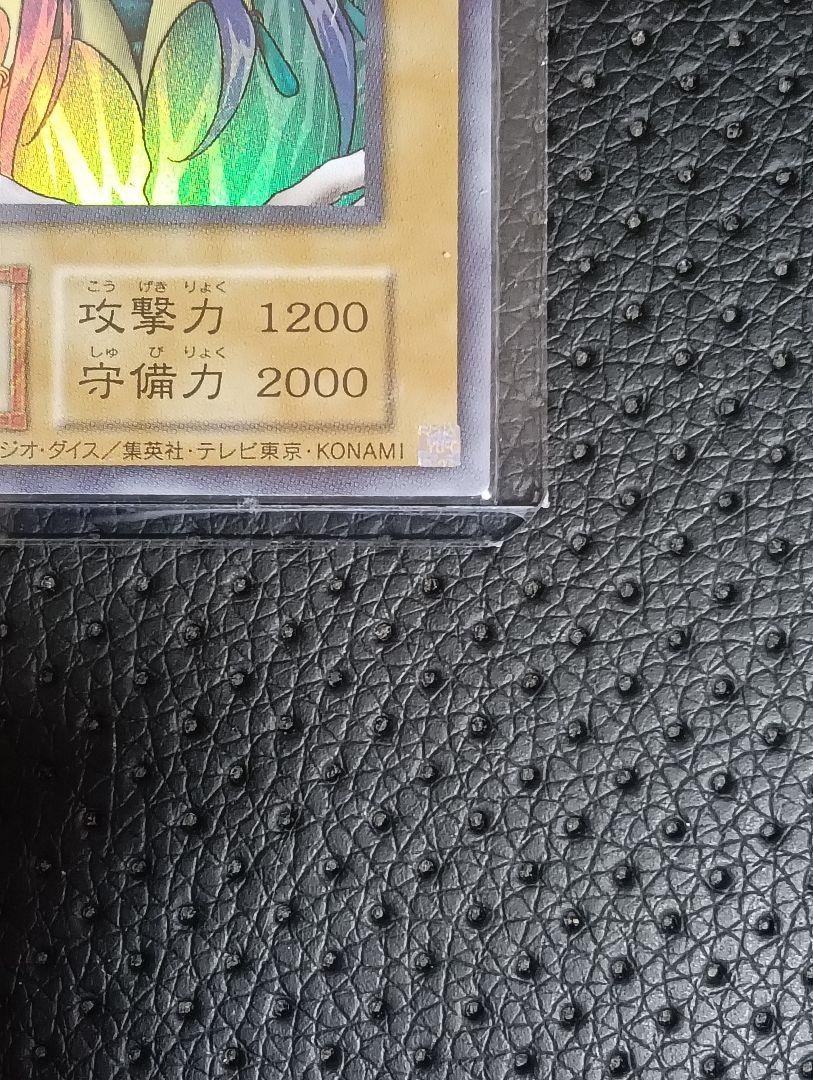 こう げき りょく
攻撃力 1200
しゅ び りょく
守備力 2000
ジオ・ダイス／集英社・テレビ東京・KONAMI